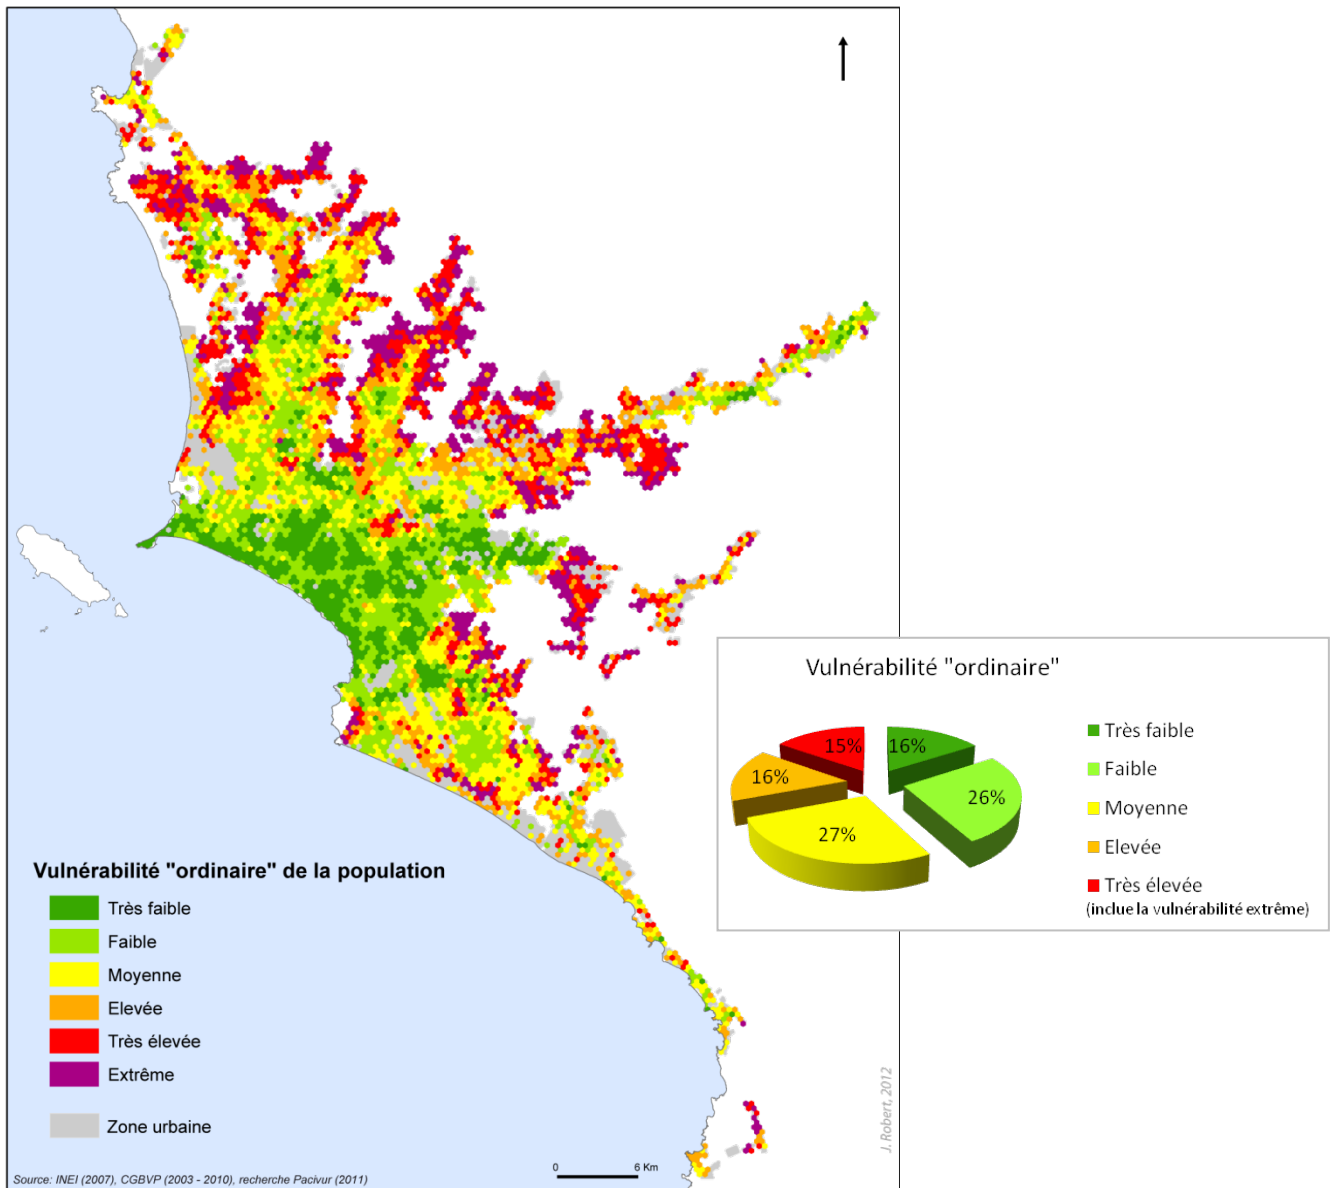 Vulnérabilité "ordinaire"
15%
16%
16%
26%
27%
Très faible
Faible
Moyenne
Elevée
Très élevée
(inclue la vulnérabilité extrême)
Vulnérabilité "ordinaire" de la population
Très faible
Faible
Moyenne
Elevée
Très élevée
Extrême
Zone urbaine
0 6 Km
J. Robert, 2012
Source: INEI (2007), CGBVP (2003 - 2010), recherche Pacivur (2011)